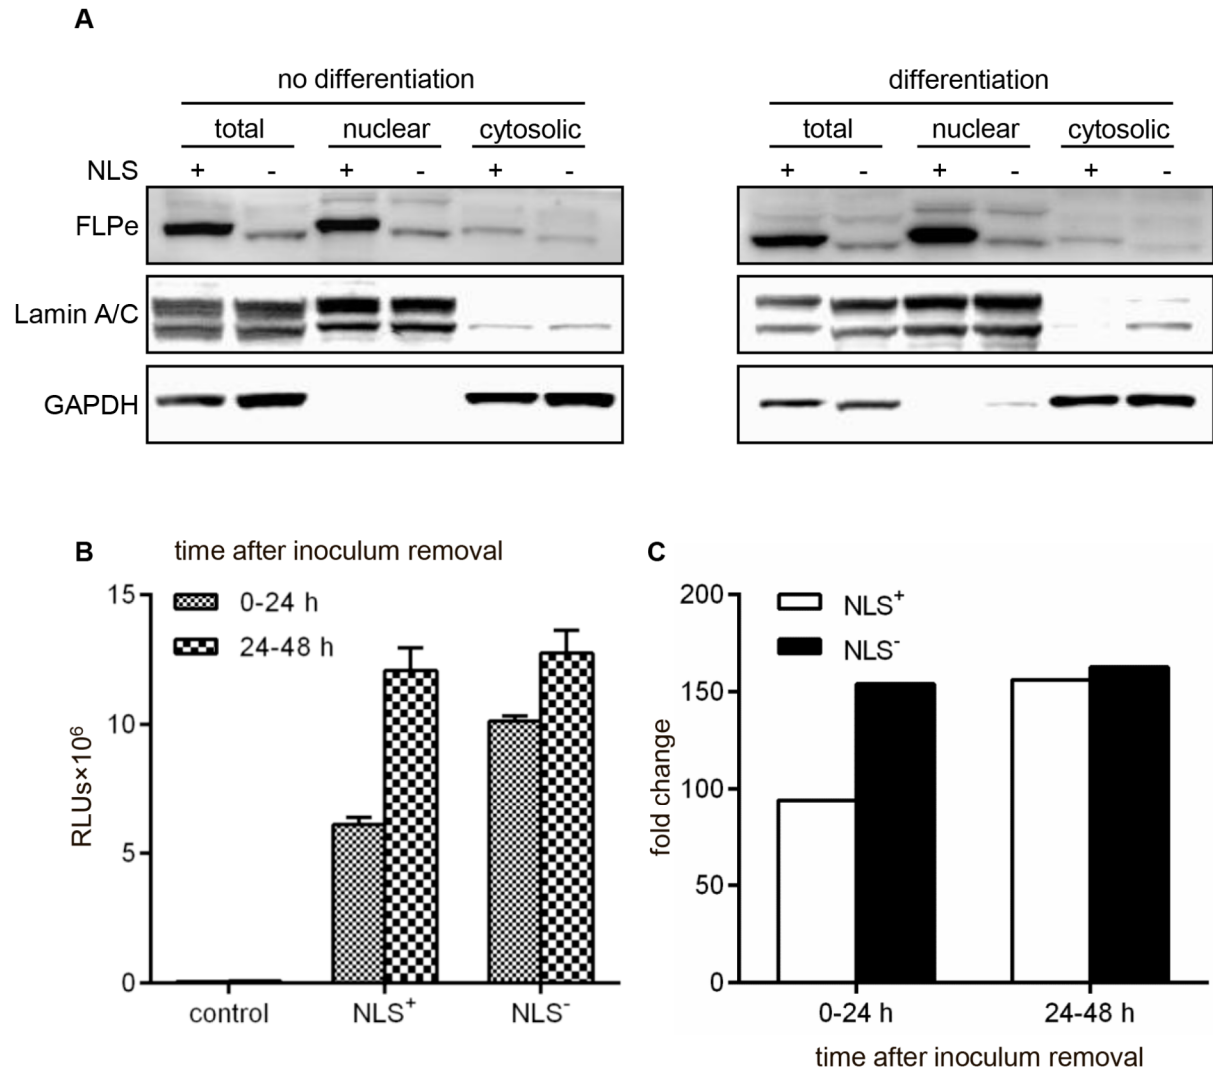 A
no differentiation
differentiation
total nuclear cytosolic
total nuclear cytosolic
NLS + - + - + -
+ - + - + -
FLPe
Lamin A/C
GAPDH
B
time after inoculum removal
0-24 h
24-48 h
RLUs×10⁶
15
10
5
0
control NLS⁺ NLS⁻
C
NLS⁺
NLS⁻
fold change
200
150
100
50
0
0-24 h 24-48 h
time after inoculum removal